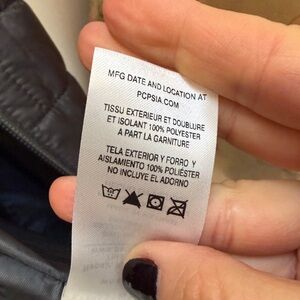 MFG DATE AND LOCATION AT
PCPSIA.COM
TISSU EXTERIEUR ET DOUBLURE
ET ISOLANT 100% POLYESTER
A PART LA GARNITURE
TELA EXTERIOR Y FORRO Y
AISLAMIENTO 100% POLIÉSTER
NO INCLUYE EL ADORNO